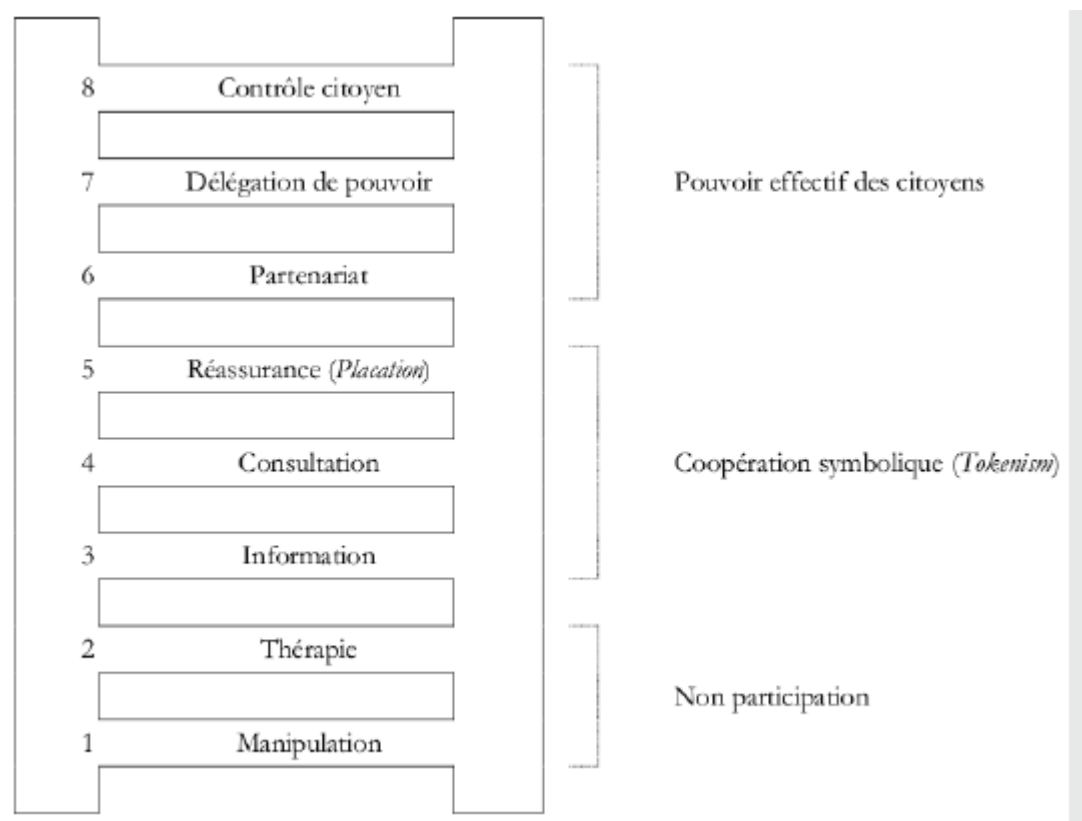 8 Contrôle citoyen
7 Délégation de pouvoir
Pouvoir effectif des citoyens
6 Partenariat
5 Réassurance (Placation)
4 Consultation
Coopération symbolique (Tokenism)
3 Information
2 Thérapie
Non participation
1 Manipulation